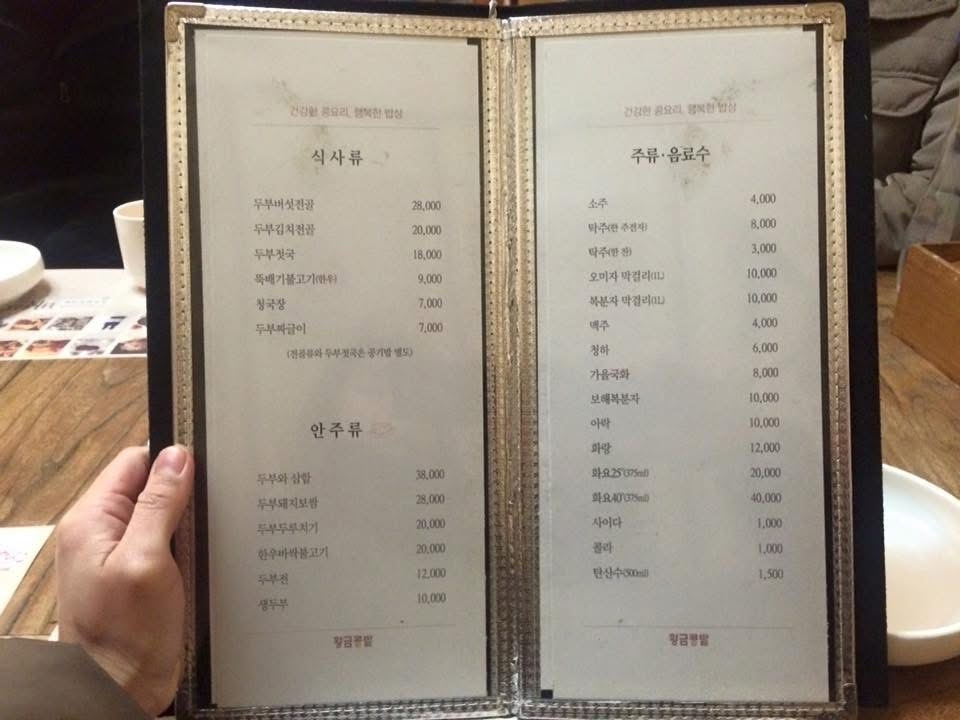 건강한 콩요리, 행복한 밥상
식사류
두부버섯전골 28,000
두부김치전골 20,000
두부젓국 18,000
뚝배기불고기(한우) 9,000
청국장 7,000
두부짜글이 7,000
(전골류와 두부젓국은 공기밥 별도)
안주류
두부와 삼합 38,000
두부돼지보쌈 28,000
두부두루치기 20,000
한우바싹불고기 20,000
두부전 12,000
생두부 10,000
황금콩밭
건강한 콩요리, 행복한 밥상
주류·음료수
소주 4,000
탁주(한 주전자) 8,000
탁주(한 잔) 3,000
오미자 막걸리(1L) 10,000
복분자 막걸리(1L) 10,000
맥주 4,000
청하 6,000
가을국화 8,000
보해복분자 10,000
아락 10,000
화랑 12,000
화요25°(375ml) 20,000
화요40°(375ml) 40,000
사이다 1,000
콜라 1,000
탄산수(500ml) 1,500
황금콩밭